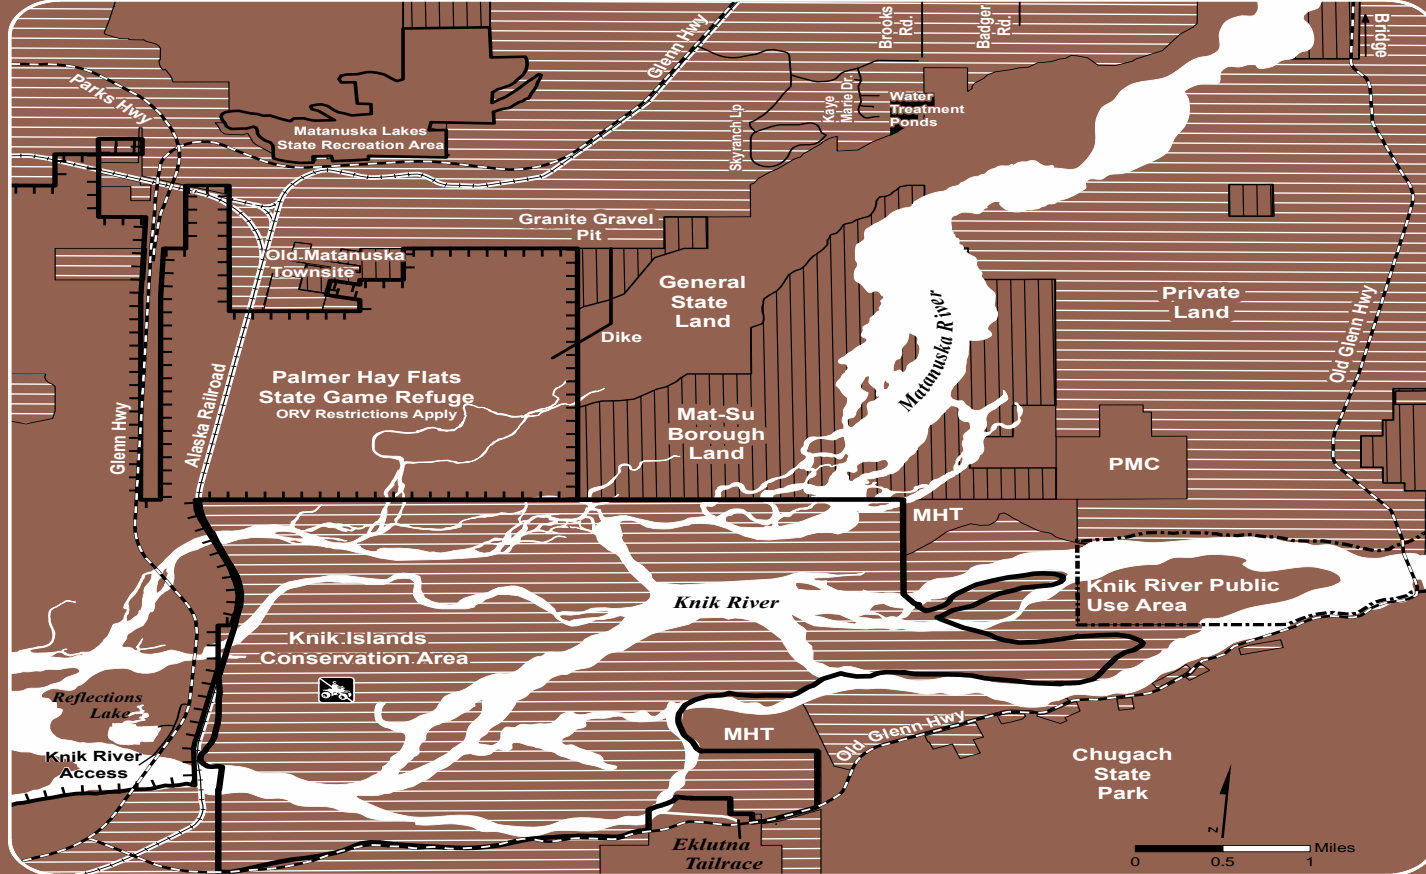 Brooks
Rd.
Badger
Rd.
Bridge
Glenn Hwy
Parks Hwy
Kaye
Marie Dr.
Water
Treatment
Ponds
Skyranch Lp
Matanuska Lakes
State Recreation Area
Granite Gravel
Pit
Old Matanuska
Townsite
General
State
Land
Private
Land
Dike
Old Glenn Hwy
Matanuska River
Palmer Hay Flats
State Game Refuge
ORV Restrictions Apply
Alaska Railroad
Glenn Hwy
Mat-Su
Borough
Land
PMC
MHT
Knik River Public
Use Area
Knik River
Knik Islands
Conservation Area
Reflections
Lake
Knik River
Access
MHT
Old Glenn Hwy
Chugach
State
Park
Eklutna
Tailrace
N
Miles
0 0.5 1